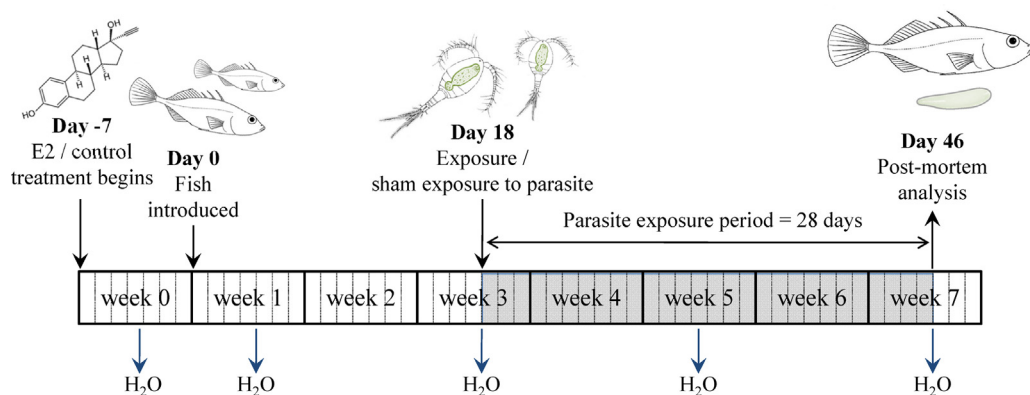 OH
H
H
H
HO
Day -7
E2 / control
treatment begins
Day 0
Fish
introduced
Day 18
Exposure /
sham exposure to parasite
Day 46
Post-mortem
analysis
Parasite exposure period = 28 days
week 0 week 1 week 2 week 3 week 4 week 5 week 6 week 7
H₂O H₂O H₂O H₂O H₂O